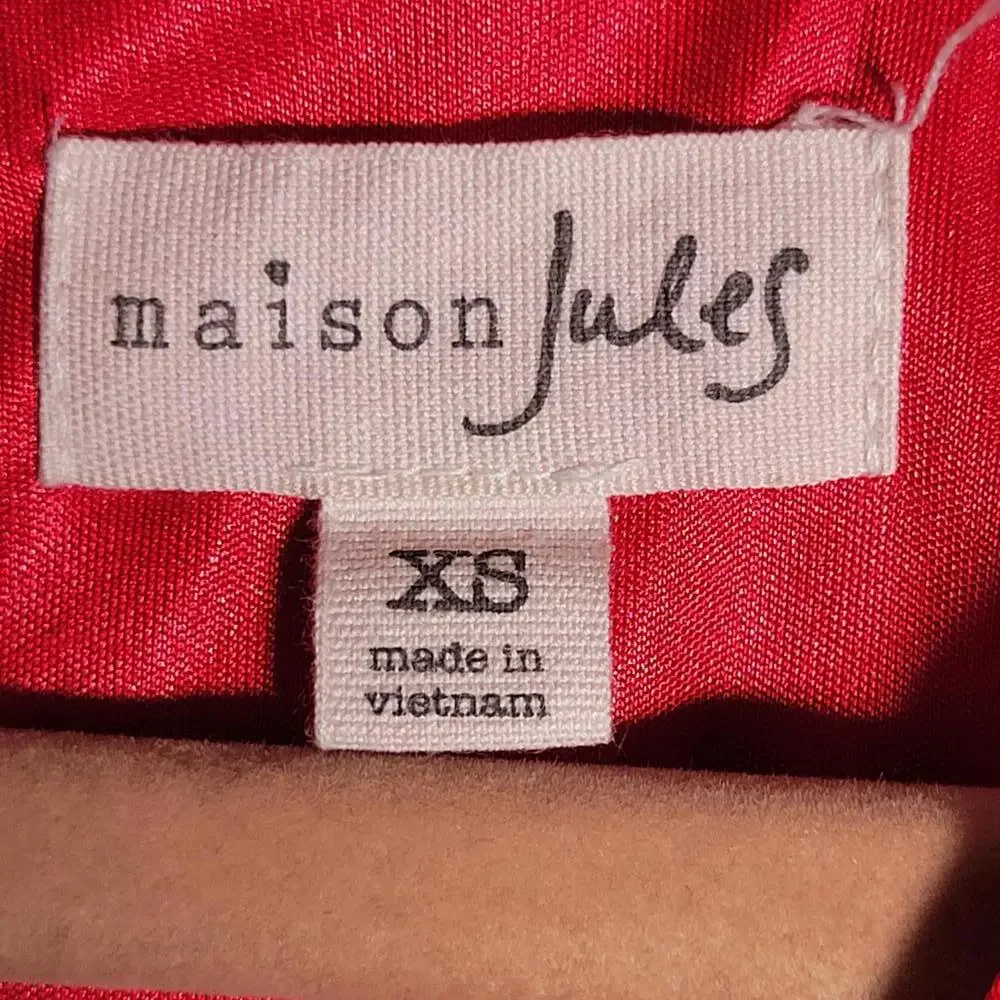 maison Jules
XS
made in
vietnam